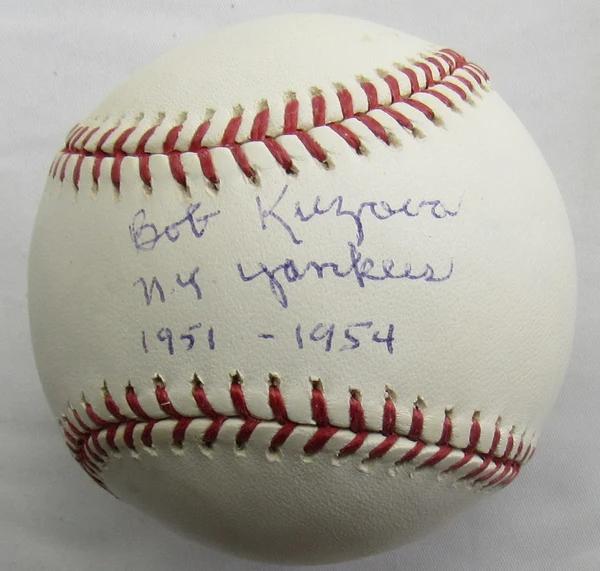 Bob Kuzava
N.Y. Yankees
1951 - 1954